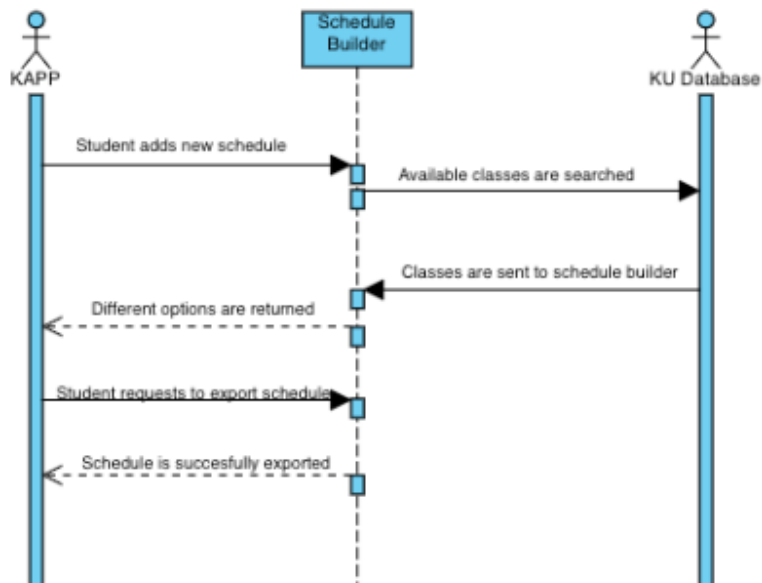 Schedule
Builder
KAPP
KU Database
Student adds new schedule
Available classes are searched
Classes are sent to schedule builder
Different options are returned
Student requests to export schedule
Schedule is succesfully exported